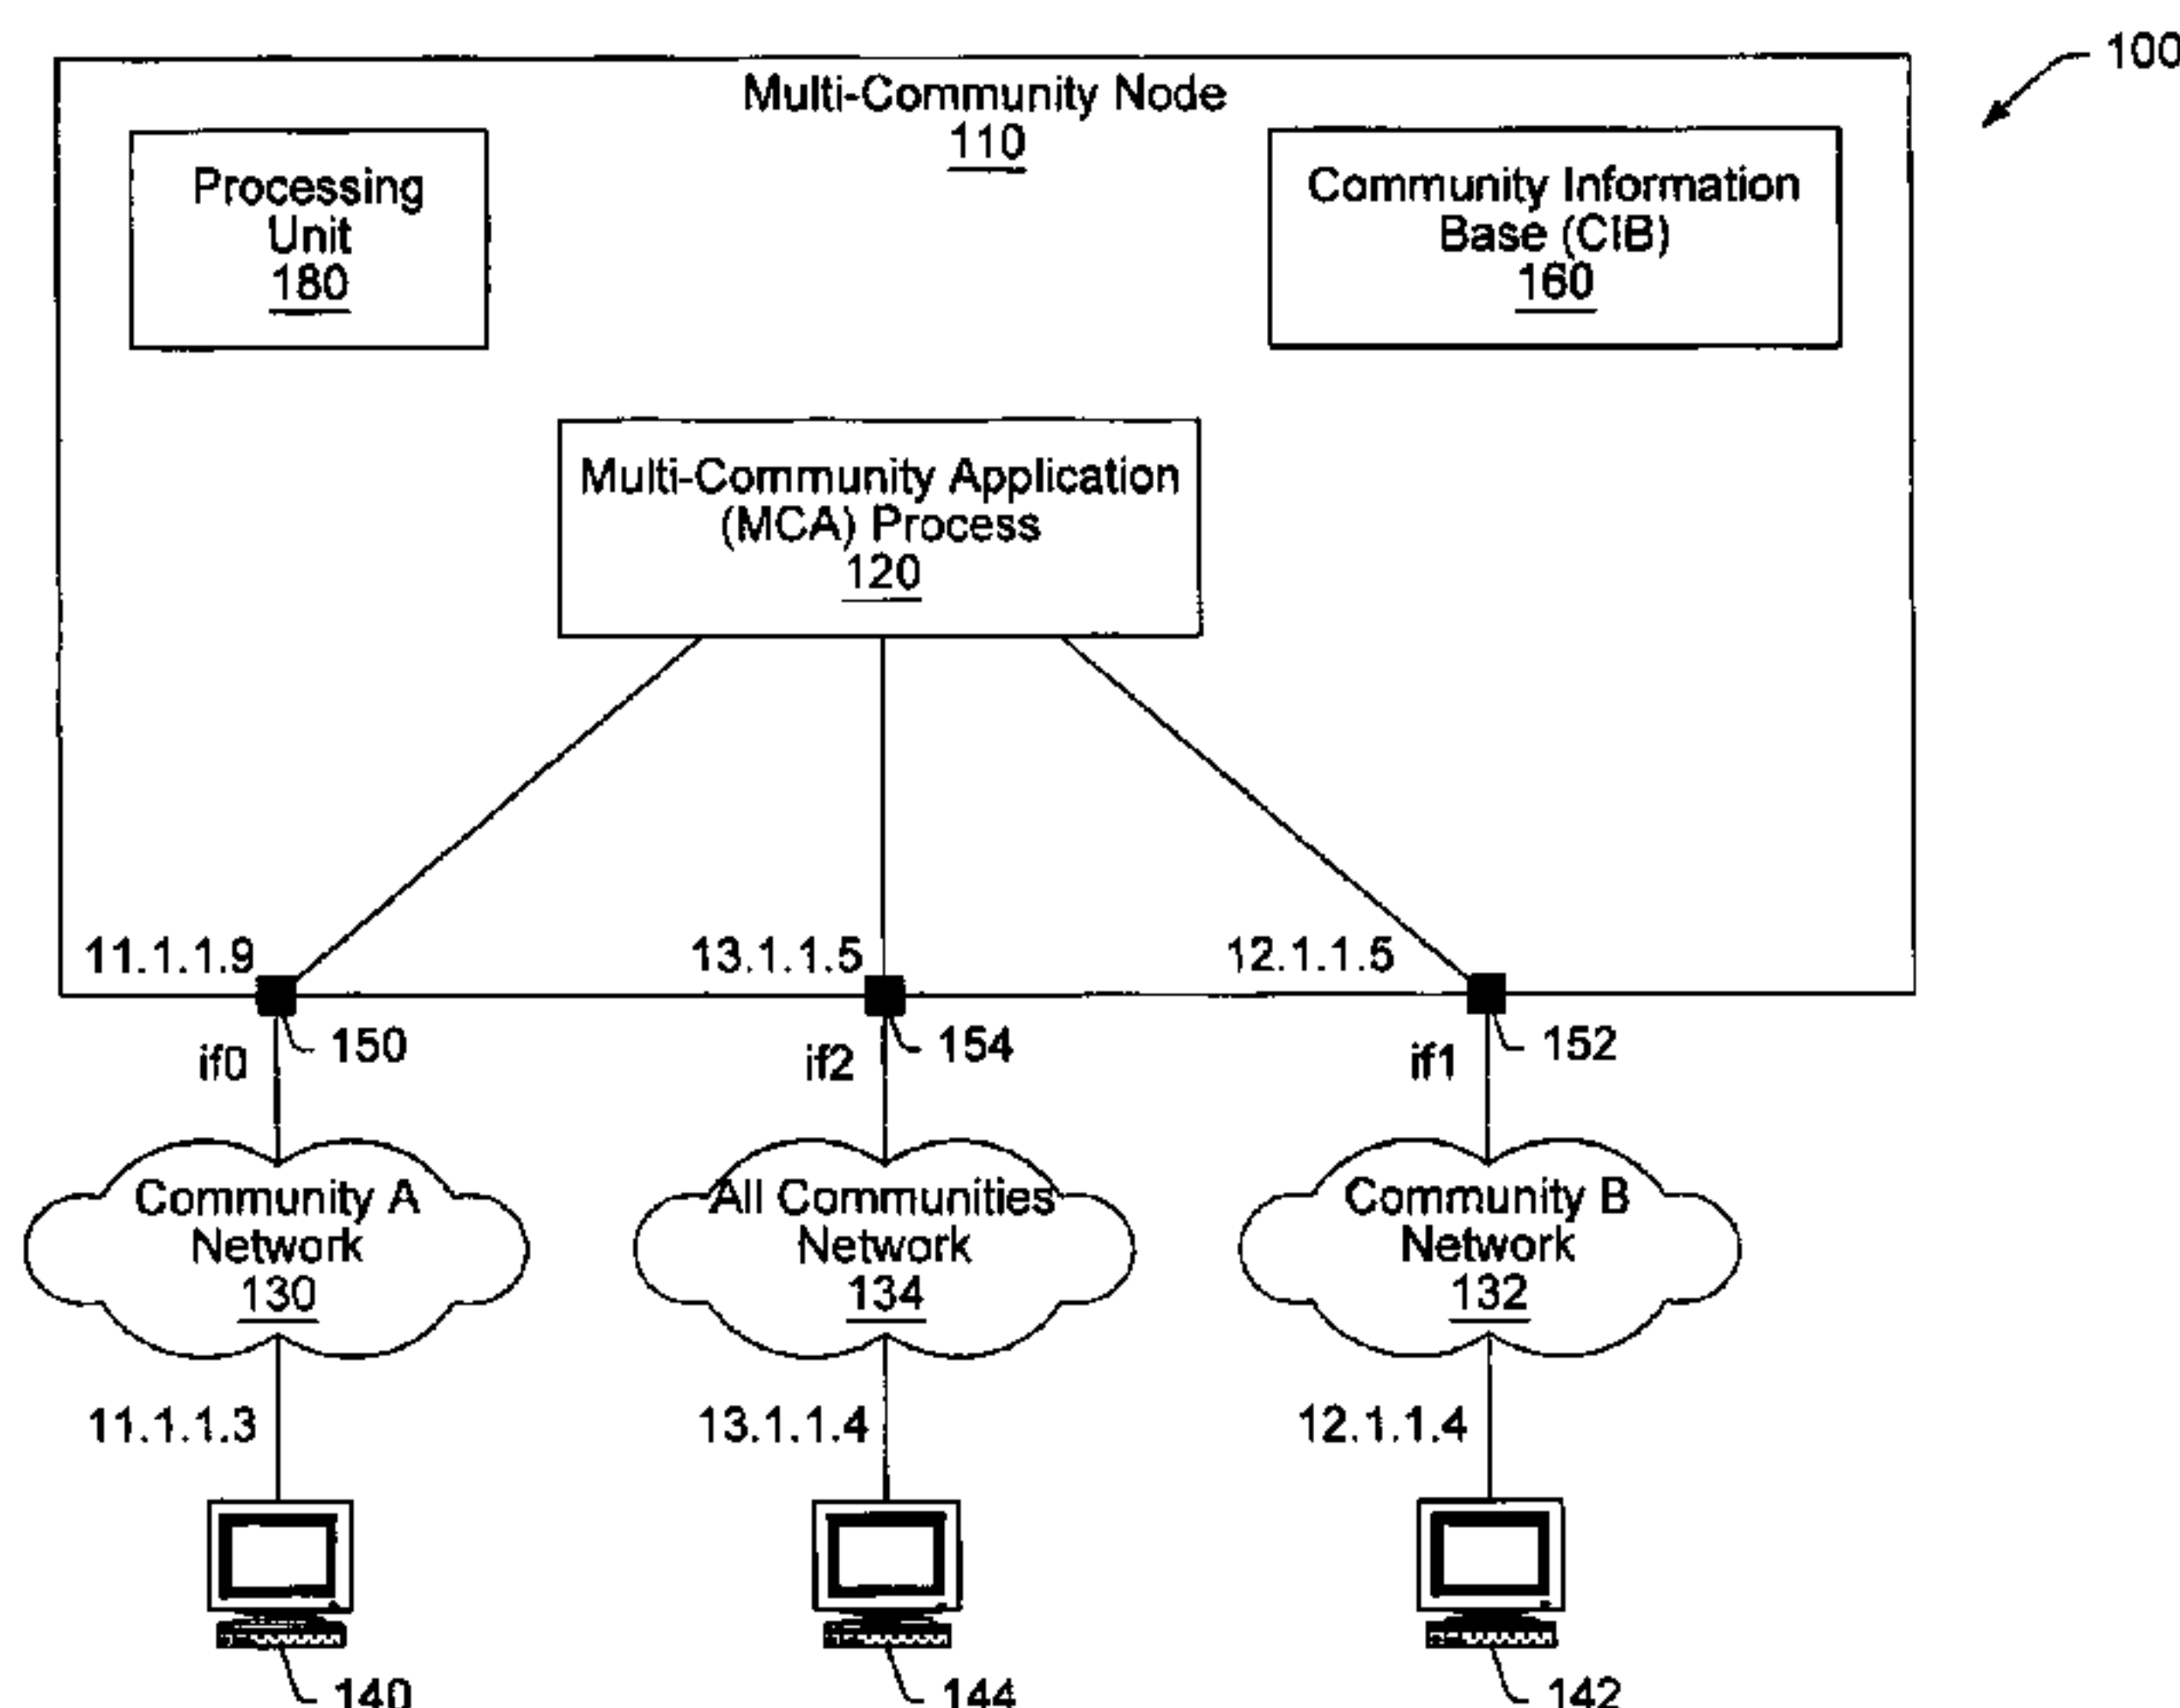 100
Multi-Community Node
110
Processing
Unit
180
Community Information
Base (CIB)
160
Multi-Community Application
(MCA) Process
120
11.1.1.9
13.1.1.5
12.1.1.5
150
154
152
if0
if2
if1
Community A
Network
130
All Communities
Network
134
Community B
Network
132
11.1.1.3
13.1.1.4
12.1.1.4
140
144
142